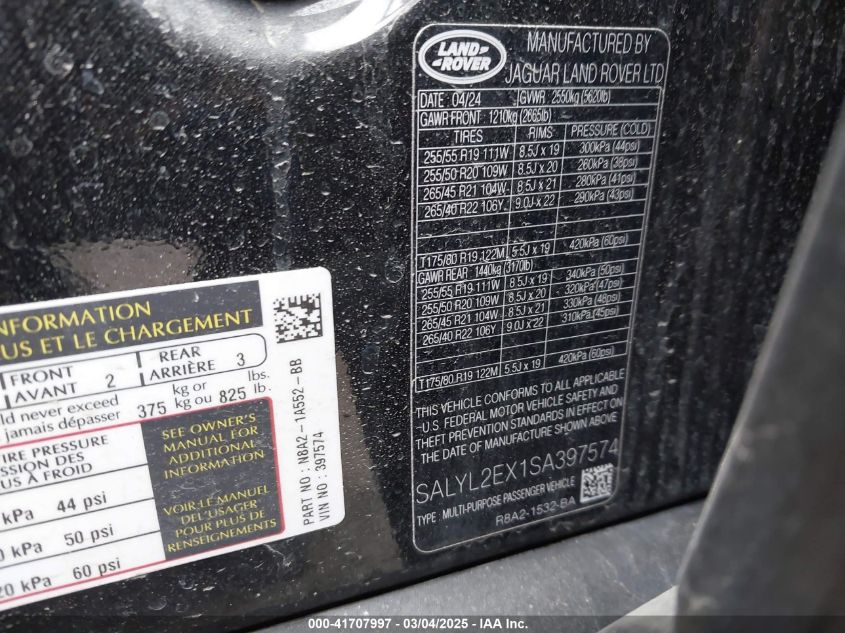 LAND-
-ROVER
MANUFACTURED BY
JAGUAR LAND ROVER LTD
DATE: 04/24 GVWR 2550kg (5620lb)
GAWR FRONT: 1210kg (2665lb)
TIRES RIMS PRESSURE (COLD)
255/55 R19 111W 8.5J x 19 300kPa (44psi)
255/50 R20 109W 8.5J x 20 260kPa (38psi)
265/45 R21 104W 8.5J x 21 280kPa (41psi)
265/40 R22 106Y 9.0J x 22 290kPa (43psi)
T175/80 R19 122M 5.5J x 19 420kPa (60psi)
GAWR REAR 1440kg (3170lb)
255/55 R19 111W 8.5J x 19 340kPa (50psi)
255/50 R20 109W 8.5J x 20 320kPa (47psi)
265/45 R21 104W 8.5J x 21 330kPa (48psi)
265/40 R22 106Y 9.0J x 22 310kPa (45psi)
T175/80 R19 122M 5.5J x 19 420kPa (60psi)
THIS VEHICLE CONFORMS TO ALL APPLICABLE
U.S. FEDERAL MOTOR VEHICLE SAFETY AND
THEFT PREVENTION STANDARDS IN EFFECT ON
THE DATE OF MANUFACTURE SHOWN ABOVE
SALYL2EX1SA397574
TYPE: MULTI-PURPOSE PASSENGER VEHICLE
R8A2-1532-BA
INFORMATION
US ET LE CHARGEMENT
FRONT 2 REAR 3
AVANT ARRIÈRE
never exceed 375 kg or 825 lbs.
jamais dépasser kg ou lb.
TIRE PRESSURE
À FROID
SEE OWNER'S
MANUAL FOR
ADDITIONAL
INFORMATION
VOIR LE MANUEL
DE L'USAGER
POUR PLUS DE
RENSEIGNEMENTS
kPa 44 psi
kPa 50 psi
kPa 60 psi
PART NO : N8A2-1A552-BB
VIN NO : 397574
000-41707997 - 03/04/2025 - IAA Inc.